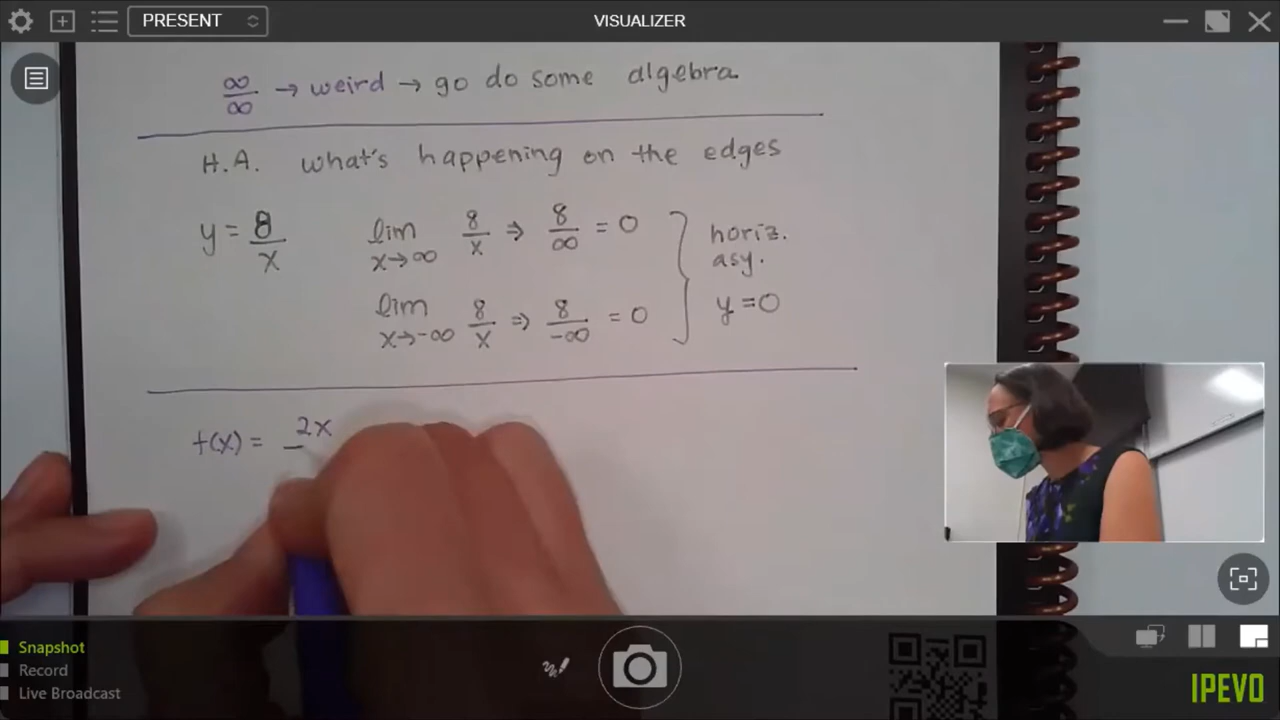 PRESENT
VISUALIZER
∞/∞ → weird → go do some algebra.
H.A. what's happening on the edges
y = 8/x
lim x→∞ 8/x ⇒ 8/∞ = 0
lim x→-∞ 8/x ⇒ 8/-∞ = 0
horiz.
asy.
y=0
f(x) = 2x
Snapshot
Record
Live Broadcast
IPEVO